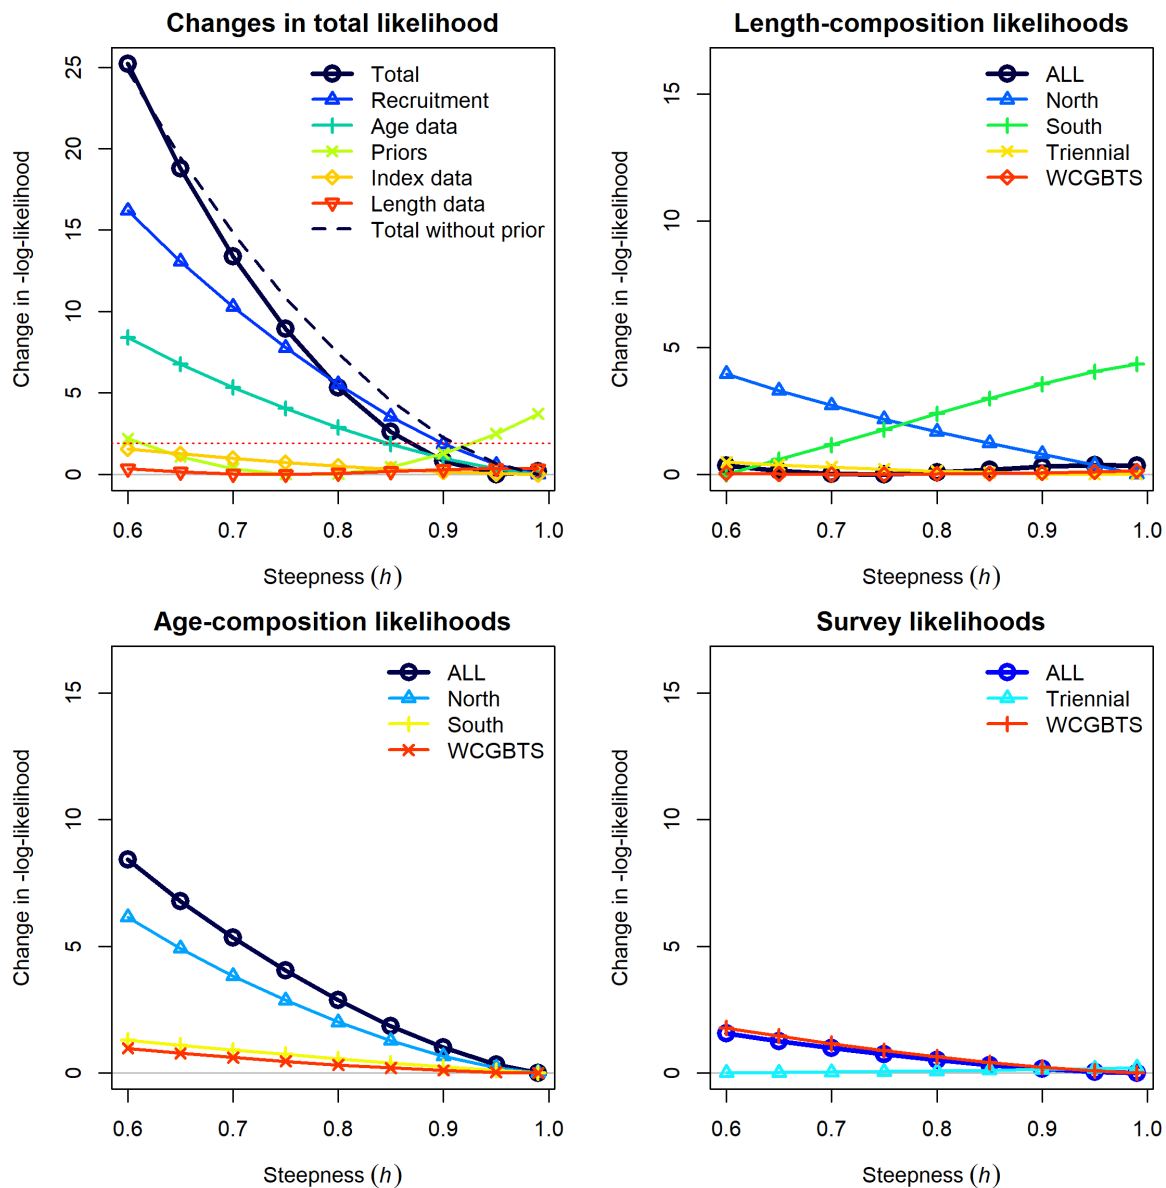 Changes in total likelihood
Change in -log-likelihood
25
20
15
10
5
0
Total
Recruitment
Age data
Priors
Index data
Length data
Total without prior
0.6 0.7 0.8 0.9 1.0
Steepness (h)
Length-composition likelihoods
Change in -log-likelihood
15
10
5
0
ALL
North
South
Triennial
WCGBTS
0.6 0.7 0.8 0.9 1.0
Steepness (h)
Age-composition likelihoods
Change in -log-likelihood
15
10
5
0
ALL
North
South
WCGBTS
0.6 0.7 0.8 0.9 1.0
Steepness (h)
Survey likelihoods
Change in -log-likelihood
15
10
5
0
ALL
Triennial
WCGBTS
0.6 0.7 0.8 0.9 1.0
Steepness (h)